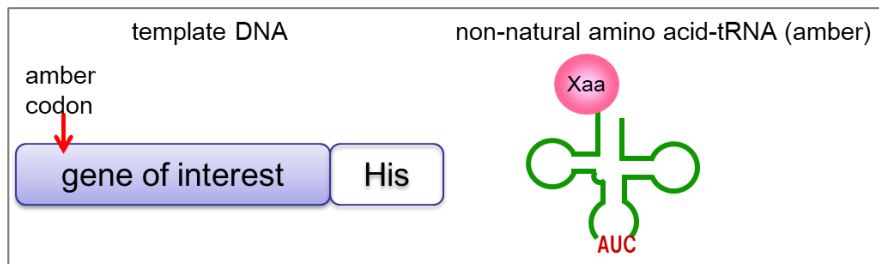 template DNA
non-natural amino acid-tRNA (amber)
amber
codon
gene of interest
His
Xaa
AUC